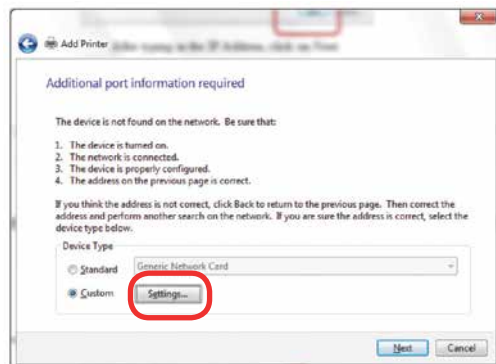 Add Printer
Additional port information required
The device is not found on the network. Be sure that:
1. The device is turned on.
2. The network is connected.
3. The device is properly configured.
4. The address on the previous page is correct.
If you think the address is not correct, click Back to return to the previous page. Then correct the
address and perform another search on the network. If you are sure the address is correct, select the
device type below.
Device Type
Standard Generic Network Card
Custom Settings...
Next Cancel